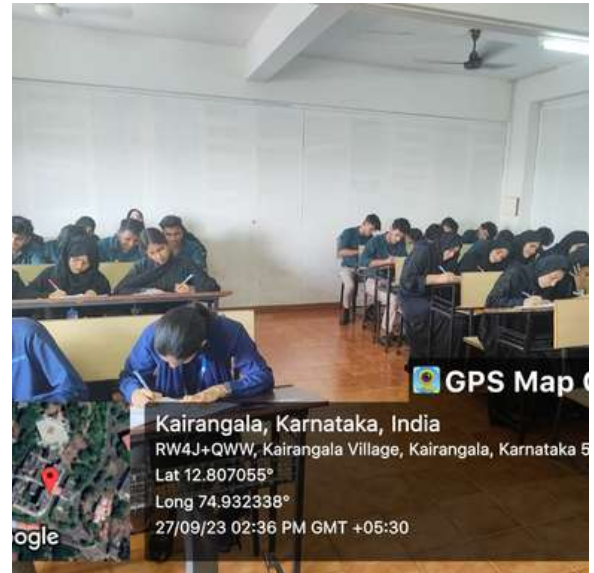 GPS Map C
Kairangala, Karnataka, India
RW4J+QWW, Kairangala Village, Kairangala, Karnataka 5
Lat 12.807055°
Long 74.932338°
27/09/23 02:36 PM GMT +05:30
ogle